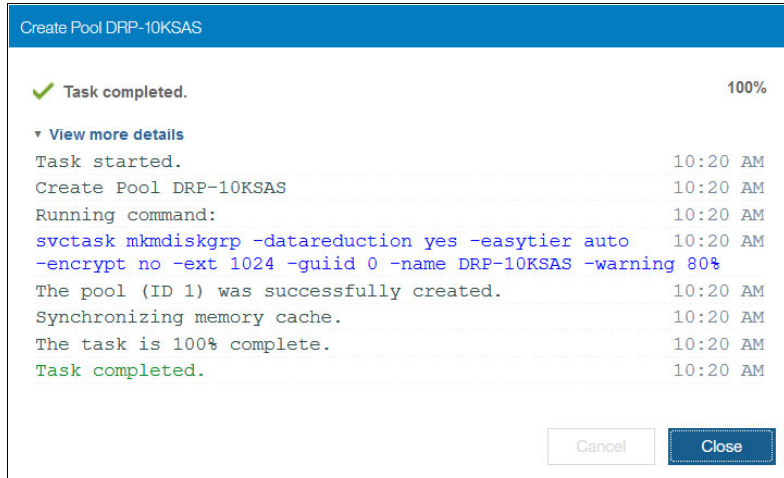 Create Pool DRP-10KSAS
Task completed. 100%
View more details
Task started. 10:20 AM
Create Pool DRP-10KSAS 10:20 AM
Running command: 10:20 AM
svctask mkmdiskgrp -datareduction yes -easytier auto 10:20 AM
-encrypt no -ext 1024 -guiid 0 -name DRP-10KSAS -warning 80%
The pool (ID 1) was successfully created. 10:20 AM
Synchronizing memory cache. 10:20 AM
The task is 100% complete. 10:20 AM
Task completed. 10:20 AM
Cancel Close